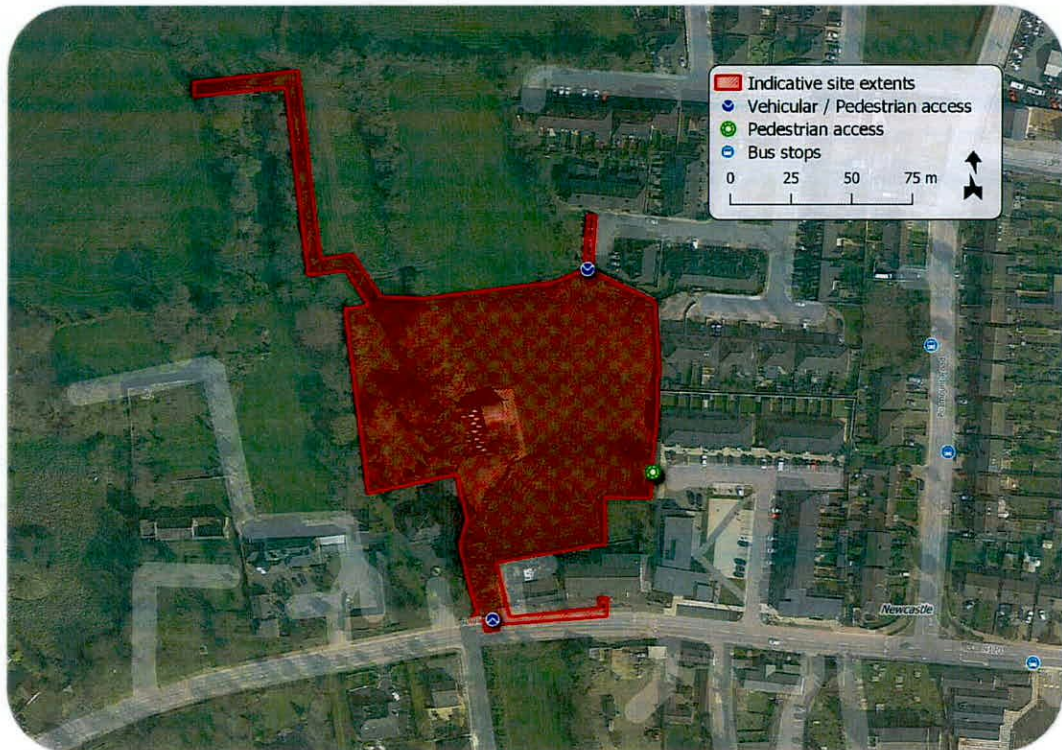 Indicative site extents
Vehicular / Pedestrian access
Pedestrian access
Bus stops
0 25 50 75 m
Newcastle